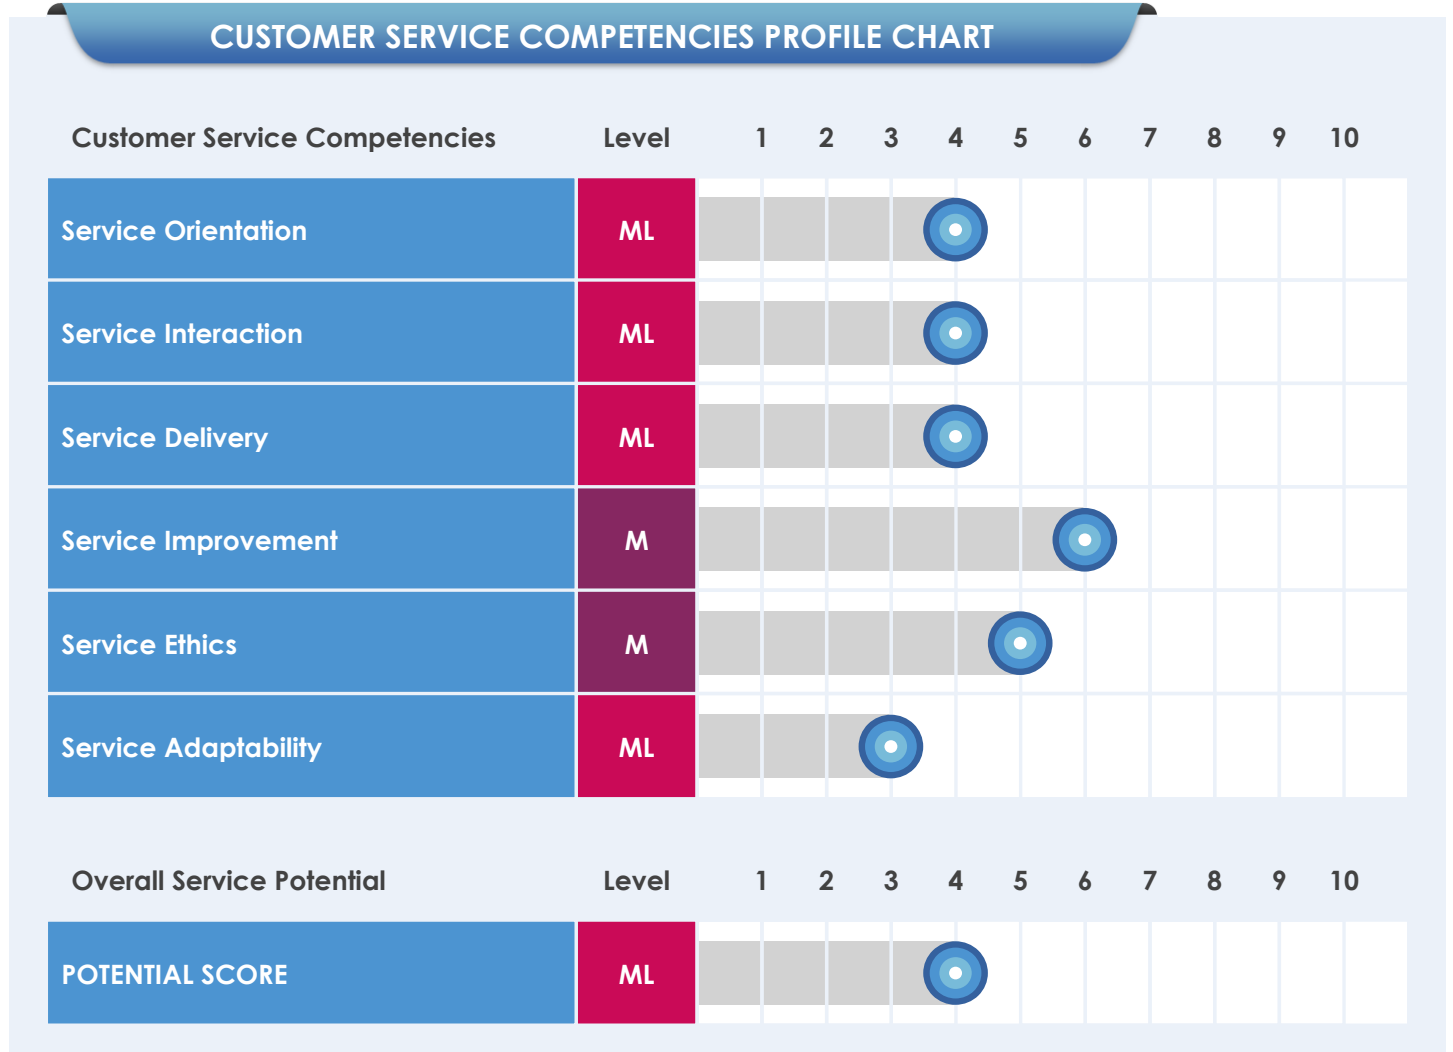 CUSTOMER SERVICE COMPETENCIES PROFILE CHART
Customer Service Competencies Level 1 2 3 4 5 6 7 8 9 10
Service Orientation ML
Service Interaction ML
Service Delivery ML
Service Improvement M
Service Ethics M
Service Adaptability ML
Overall Service Potential Level 1 2 3 4 5 6 7 8 9 10
POTENTIAL SCORE ML